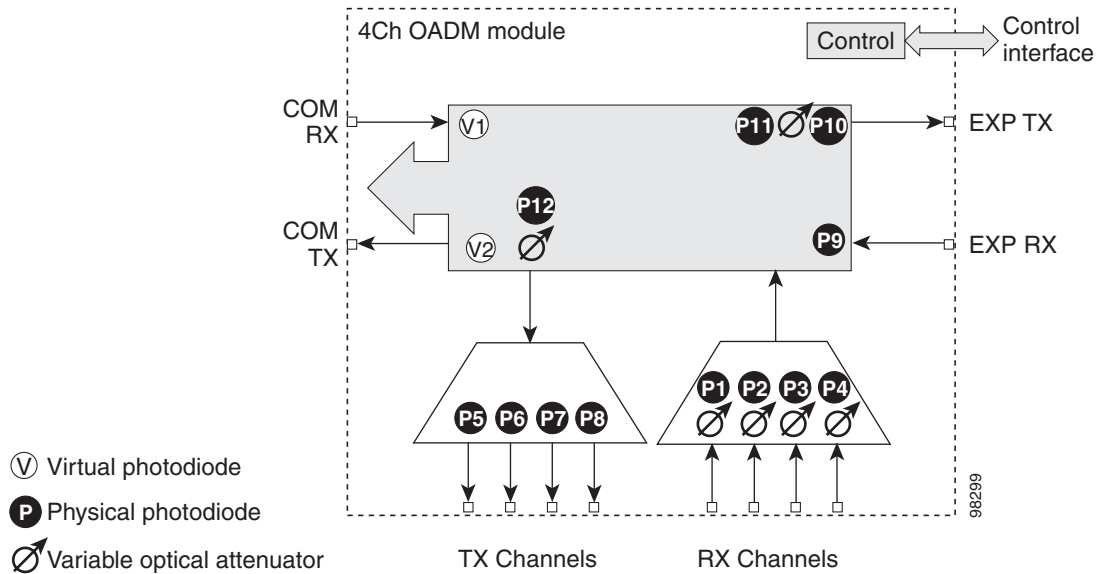 4Ch OADM module
Control
Control
interface
COM
RX
V1
P11
P10
EXP TX
P12
COM
TX
V2
P9
EXP RX
P1
P2
P3
P4
P5
P6
P7
P8
V Virtual photodiode
P Physical photodiode
Variable optical attenuator
TX Channels
RX Channels
98299